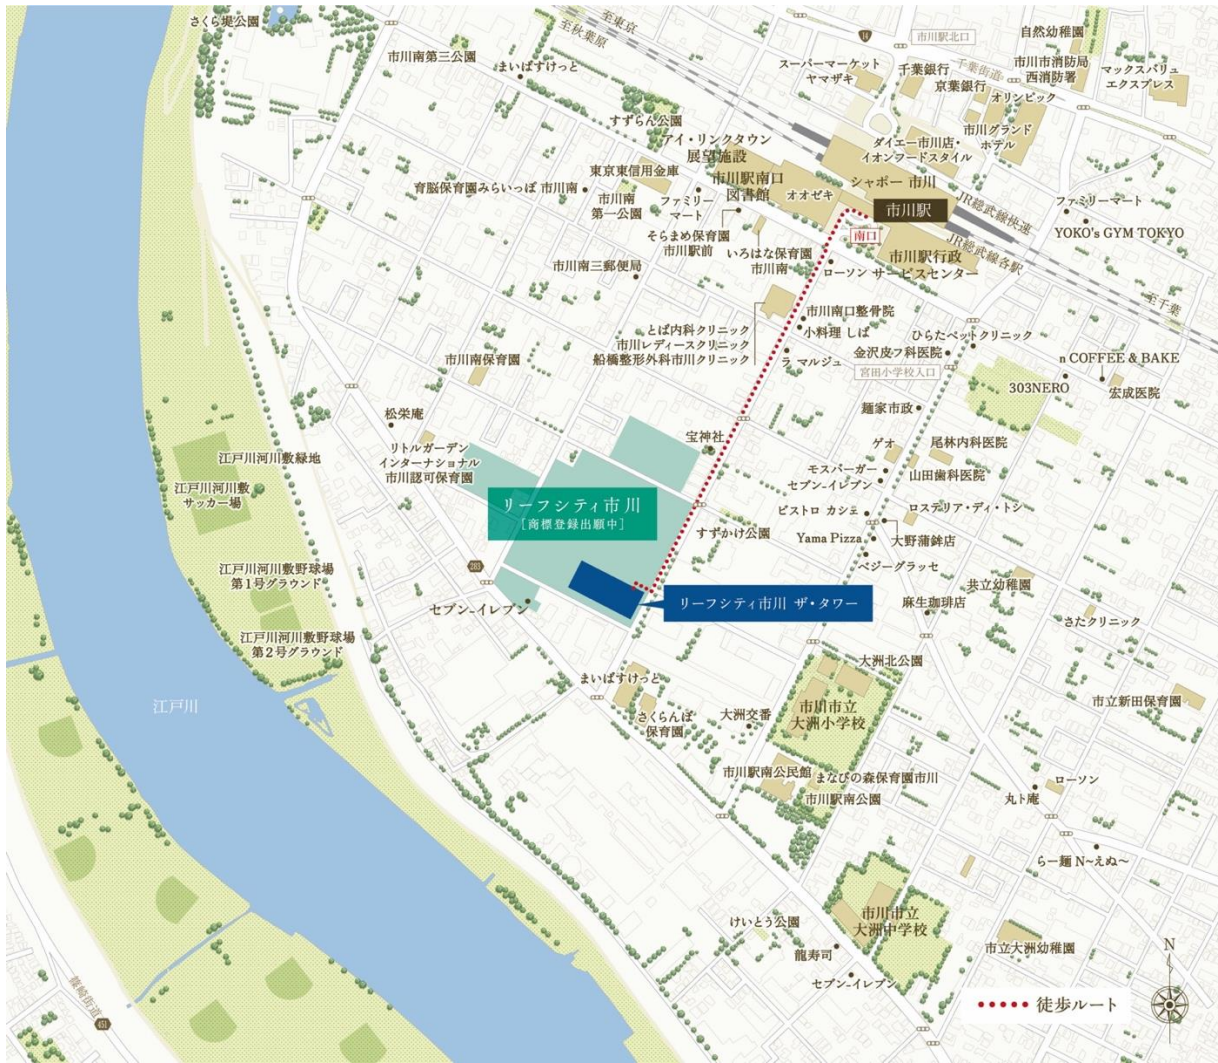 さくら堤公園
至東京
至秋葉原
14
市川駅北口
自然幼稚園
市川南第三公園
まいばすけっと
スーパーマーケット
ヤマザキ
千葉銀行
千葉街道
京葉銀行
市川市消防局
西消防署
マックスバリュ
エクスプレス
オリンピック
すずらん公園
アイ・リンクタウン
展望施設
ダイエー市川店・
イオンフードスタイル
市川グランド
ホテル
東京東信用金庫
市川駅南口
図書館
シャポー 市川
育脳保育園みらいっぽ 市川南
市川南
第一公園
ファミリー
マート
オオゼキ
市川駅
JR総武線快速
ファミリーマート
YOKO's GYM TOKYO
そらまめ保育園
市川駅前
いろはな保育園
市川南
南口
JR総武線各駅
市川駅行政
サービスセンター
市川南三郵便局
ローソン
至千葉
市川南口整骨院
とば内科クリニック
市川レディースクリニック
船橋整形外科市川クリニック
小料理 しば
ひらたペットクリニック
ラ マルジュ
金沢皮フ科医院
市川南保育園
宮田小学校入口
n COFFEE & BAKE
303NERO
宏成医院
松栄庵
麺家市政
リトルガーデン
インターナショナル
市川認可保育園
宝神社
ゲオ
尾林内科医院
江戸川河川敷緑地
モスバーガー
セブン-イレブン
山田歯科医院
江戸川河川敷
サッカー場
リーフシティ市川
［商標登録出願中］
ビストロ カシェ
ロステリア・ディ・トシ
すずかけ公園
Yama Pizza
大野蒲鉾店
ベジーグラッセ
283
江戸川河川敷野球場
第1号グラウンド
共立幼稚園
セブン-イレブン
リーフシティ市川 ザ・タワー
麻生珈琲店
さたクリニック
江戸川河川敷野球場
第2号グラウンド
大洲北公園
まいばすけっと
江戸川
市川市立
大洲小学校
市立新田保育園
さくらんぼ
保育園
大洲交番
市川駅南公民館
まなびの森保育園市川
ローソン
市川駅南公園
丸ト庵
らー麺 N～えぬ～
けいとう公園
市川市立
大洲中学校
龍寿司
市立大洲幼稚園
N
セブン-イレブン
篠崎街道
451
徒歩ルート